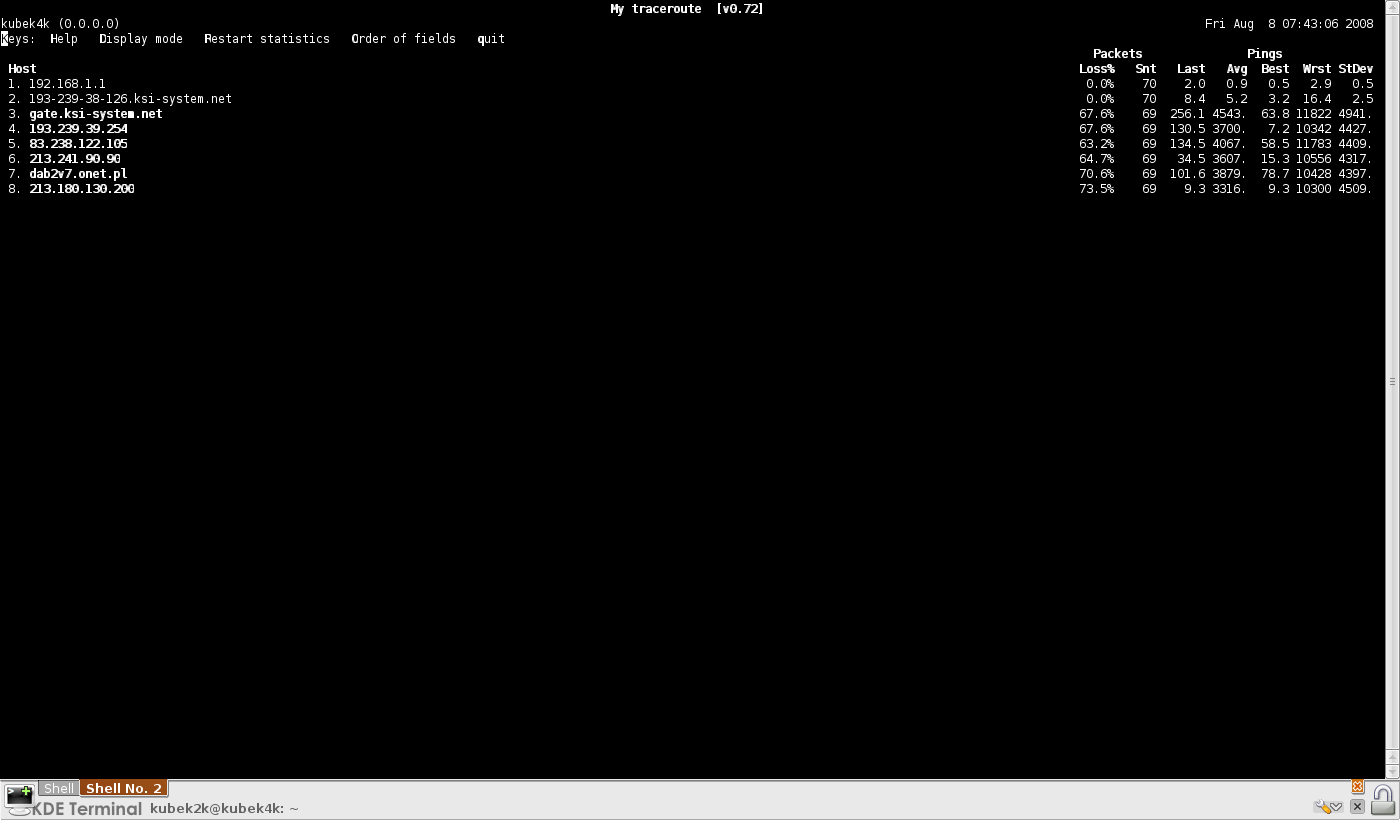 My traceroute  [v0.72]
kubek4k (0.0.0.0) Fri Aug  8 07:43:06 2008
Keys:  Help   Display mode   Restart statistics   Order of fields   quit
Packets Pings
Host Loss% Snt Last Avg Best Wrst StDev
1. 192.168.1.1 0.0% 70 2.0 0.9 0.5 2.9 0.5
2. 193-239-38-126.ksi-system.net 0.0% 70 8.4 5.2 3.2 16.4 2.5
3. gate.ksi-system.net 67.6% 69 256.1 4543. 63.8 11822 4941.
4. 193.239.39.254 67.6% 69 130.5 3700. 7.2 10342 4427.
5. 83.238.122.105 63.2% 69 134.5 4067. 58.5 11783 4409.
6. 213.241.90.90 64.7% 69 34.5 3607. 15.3 10556 4317.
7. dab2v7.onet.pl 70.6% 69 101.6 3879. 78.7 10428 4397.
8. 213.180.130.200 73.5% 69 9.3 3316. 9.3 10300 4509.
Shell Shell No. 2
KDE Terminal kubek2k@kubek4k: ~